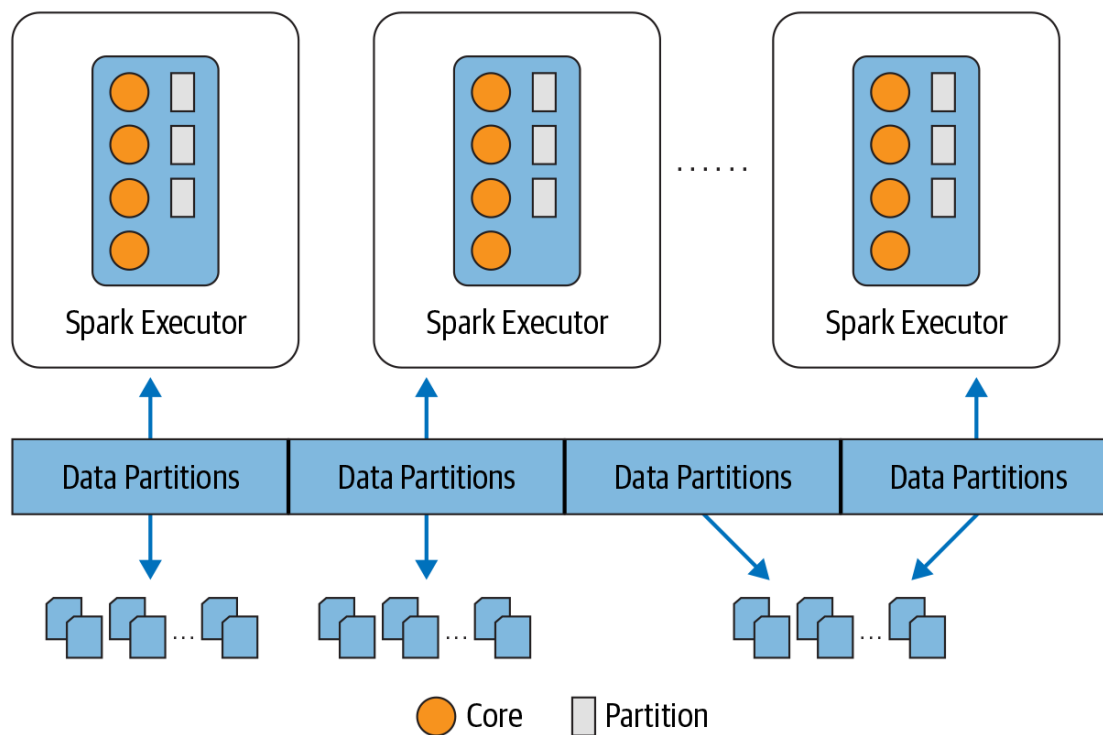 Spark Executor
Spark Executor
......
Spark Executor
Data Partitions
Data Partitions
Data Partitions
Data Partitions
...
...
...
Core
Partition